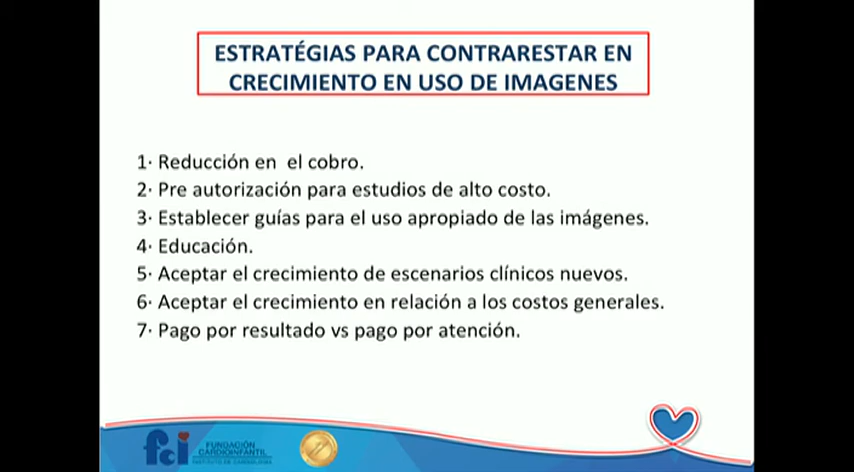 ESTRATÉGIAS PARA CONTRARESTAR EN
CRECIMIENTO EN USO DE IMAGENES
1· Reducción en el cobro.
2· Pre autorización para estudios de alto costo.
3· Establecer guías para el uso apropiado de las imágenes.
4· Educación.
5· Aceptar el crecimiento de escenarios clínicos nuevos.
6· Aceptar el crecimiento en relación a los costos generales.
7· Pago por resultado vs pago por atención.
fci
FUNDACIÓN
CARDIOINFANTIL
INSTITUTO DE CARDIOLOGÍA